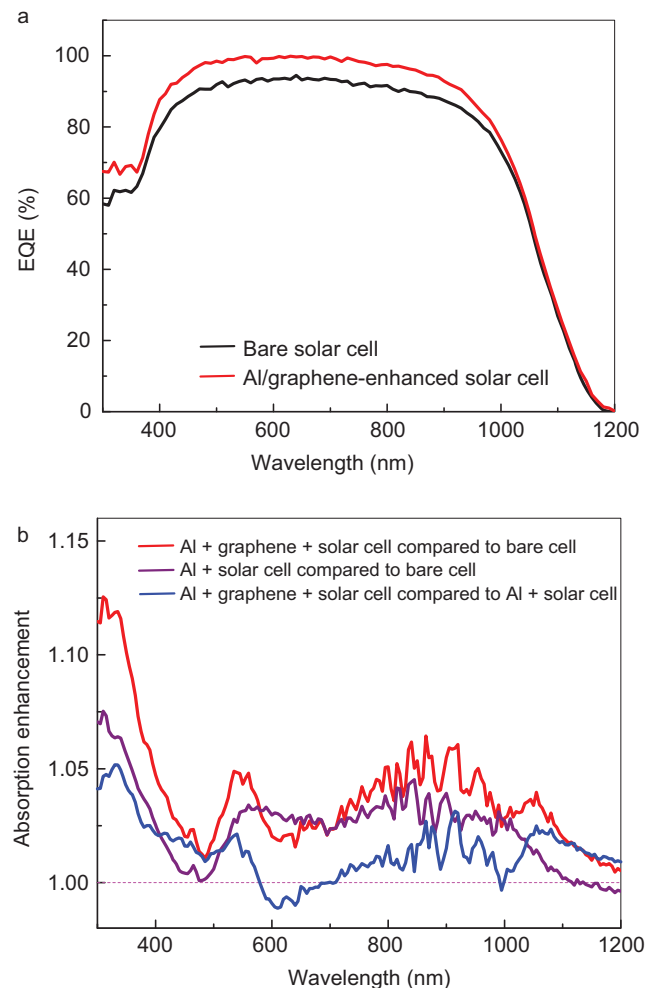 a
100
80
60
40
20
0
EQE (%)
Bare solar cell
Al/graphene-enhanced solar cell
400 600 800 1000 1200
Wavelength (nm)
b
1.15
1.10
1.05
1.00
Absorption enhancement
Al + graphene + solar cell compared to bare cell
Al + solar cell compared to bare cell
Al + graphene + solar cell compared to Al + solar cell
400 600 800 1000 1200
Wavelength (nm)